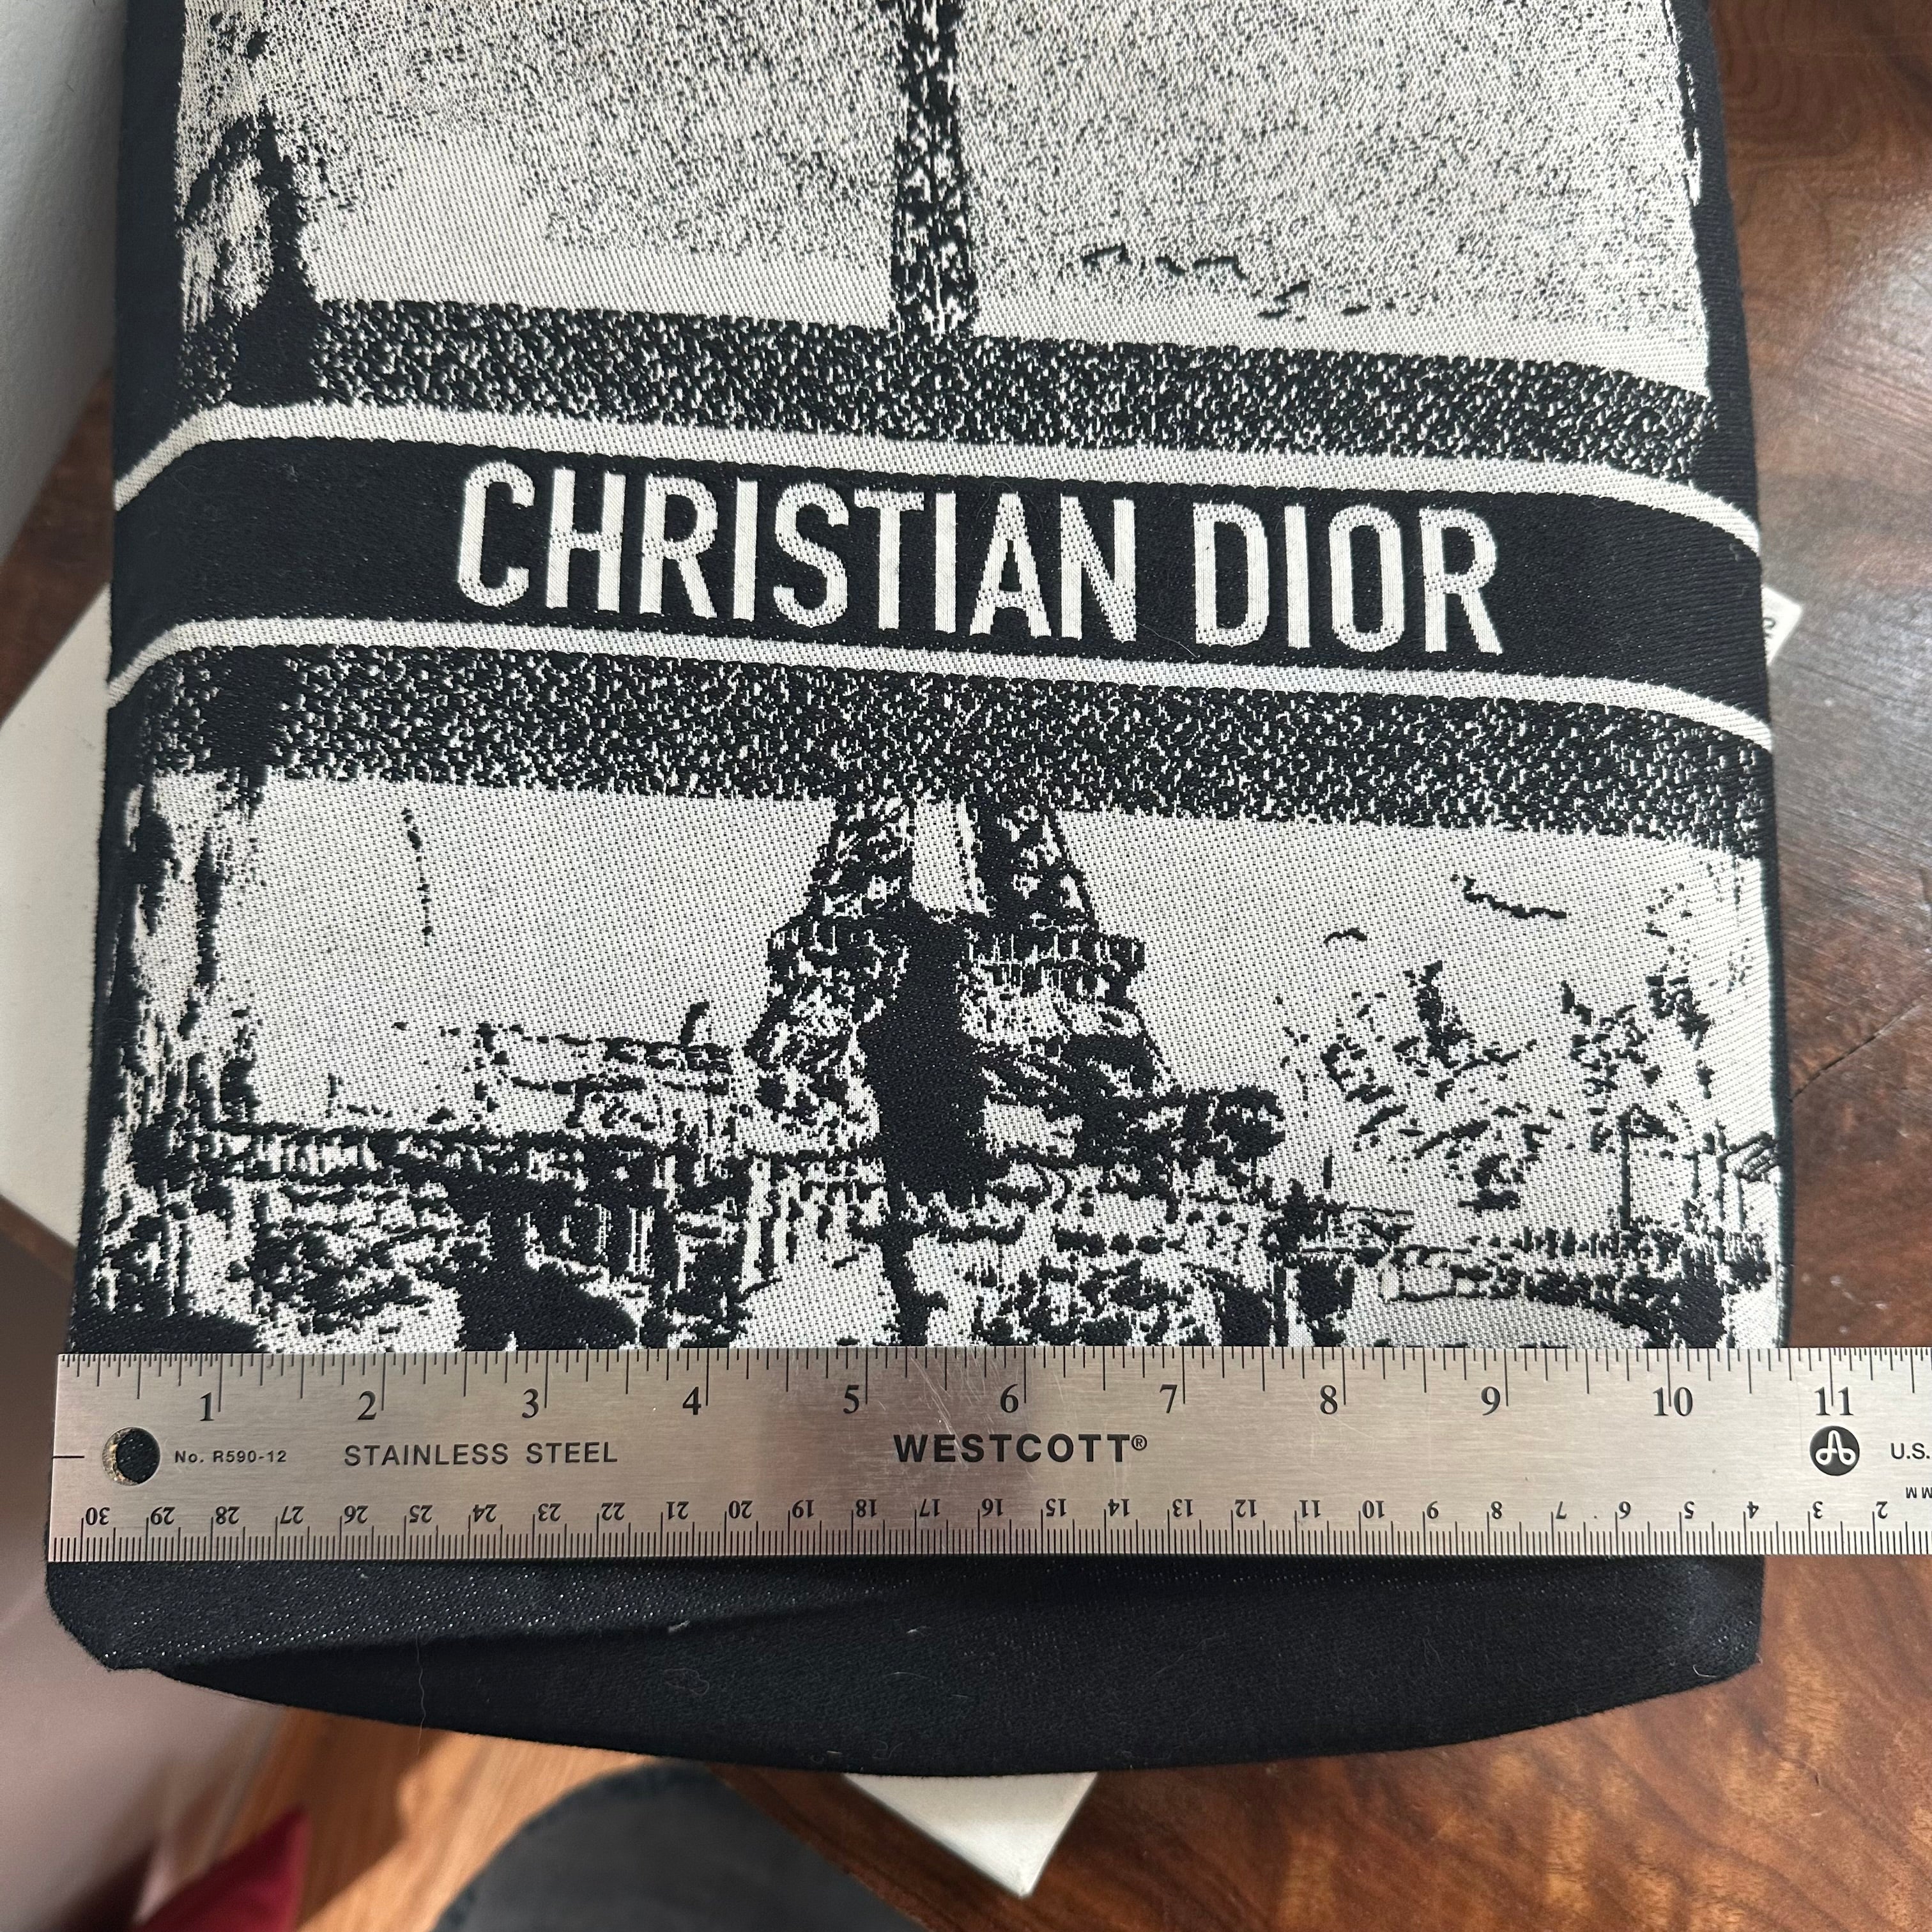 CHRISTIAN DIOR
1 2 3 4 5 6 7 8 9 10 11
No. R590-12 STAINLESS STEEL WESTCOTT® U.S.
MM
30 29 28 27 26 25 24 23 22 21 20 19 18 17 16 15 14 13 12 11 10 9 8 7 6 5 4 3 2